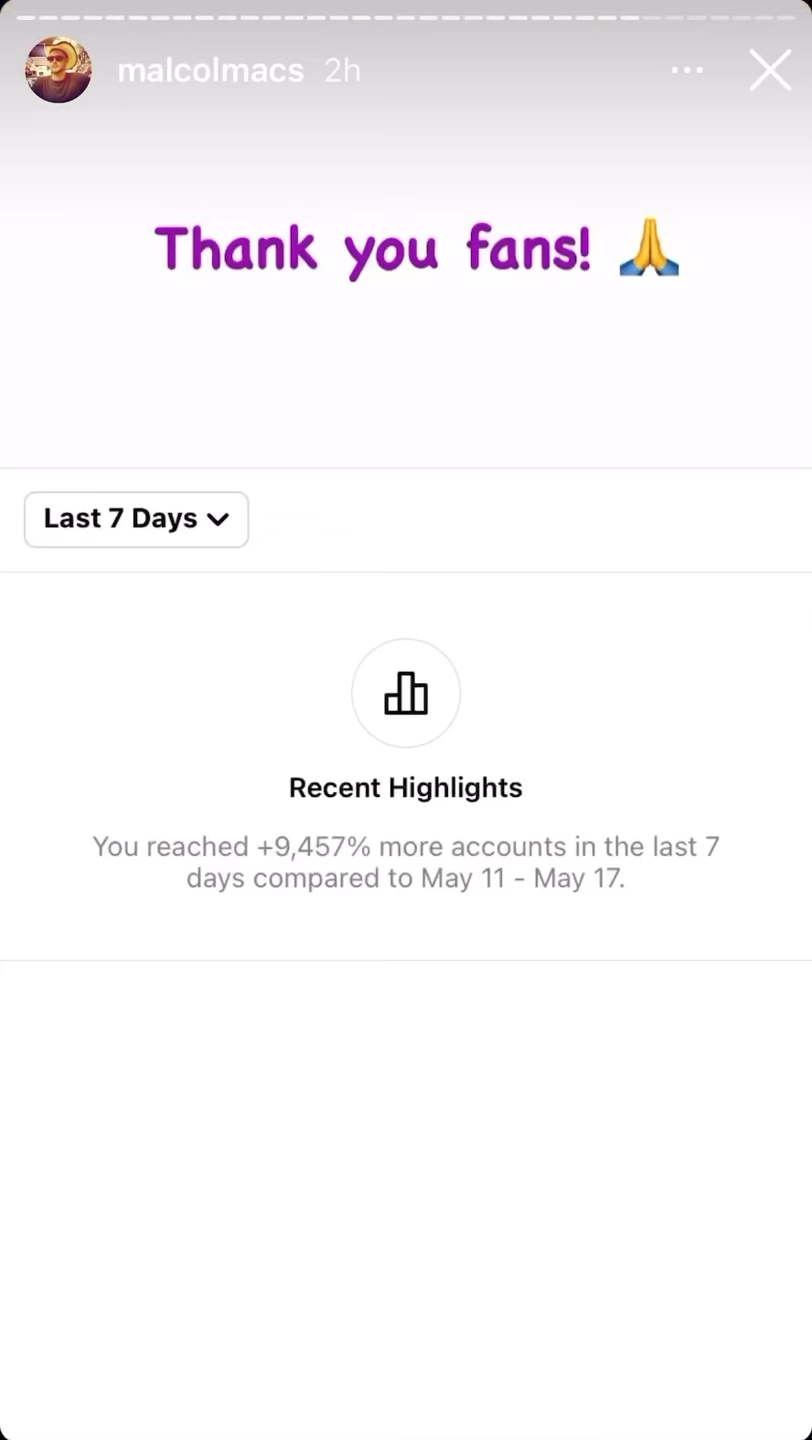 malcolmacs 2h
Thank you fans! 🙏
Last 7 Days
Recent Highlights
You reached +9,457% more accounts in the last 7
days compared to May 11 - May 17.